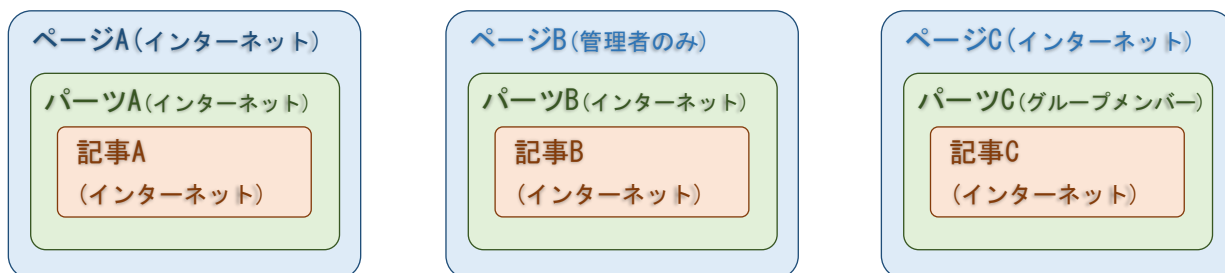 ページA(インターネット)
パーツA(インターネット)
記事A
(インターネット)
ページB(管理者のみ)
パーツB(インターネット)
記事B
(インターネット)
ページC(インターネット)
パーツC(グループメンバー)
記事C
(インターネット)